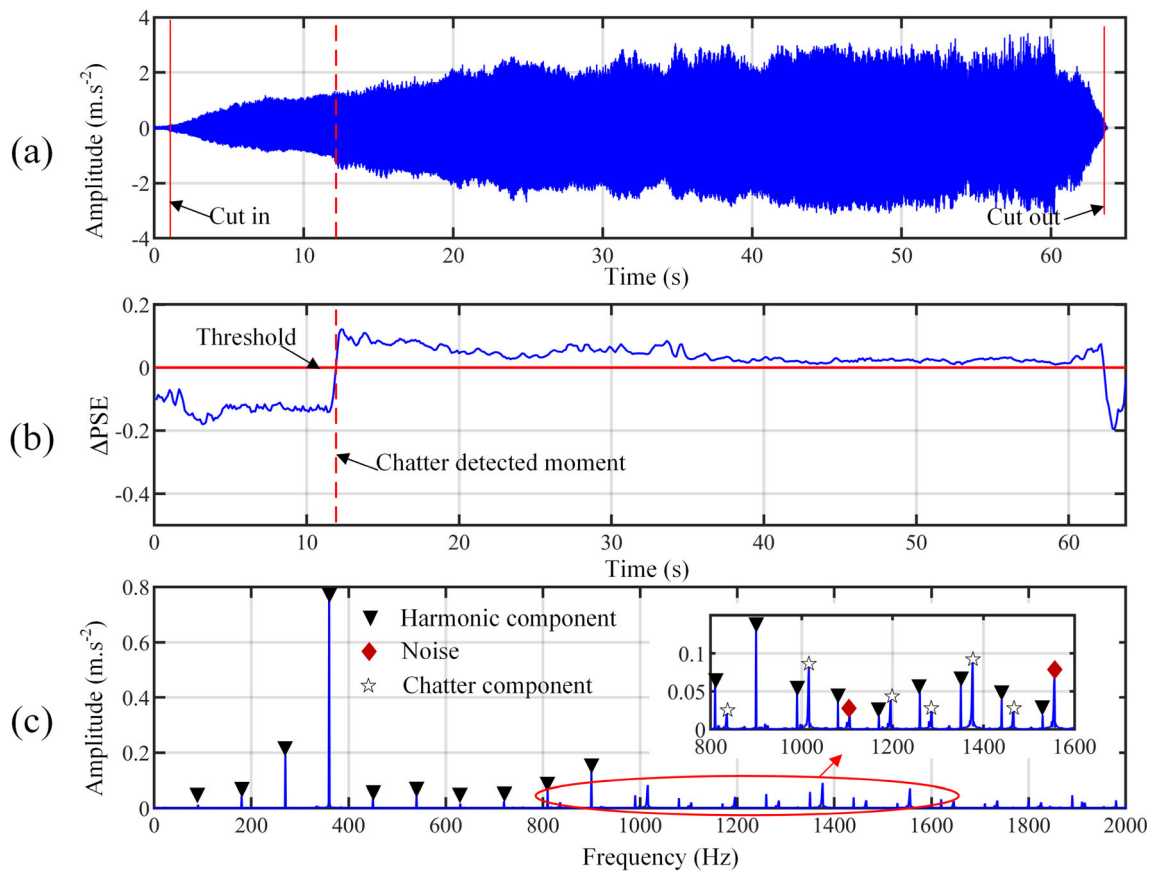 (a)
Amplitude (m.s⁻²)
4
2
0
-2
-4
Cut in
Cut out
0 10 20 30 40 50 60
Time (s)
(b)
ΔPSE
0.2
0
-0.2
-0.4
Threshold
Chatter detected moment
0 10 20 30 40 50 60
Time (s)
(c)
Amplitude (m.s⁻²)
0.8
0.6
0.4
0.2
0
Harmonic component
Noise
Chatter component
0.1
0.05
0
800 1000 1200 1400 1600
0 200 400 600 800 1000 1200 1400 1600 1800 2000
Frequency (Hz)